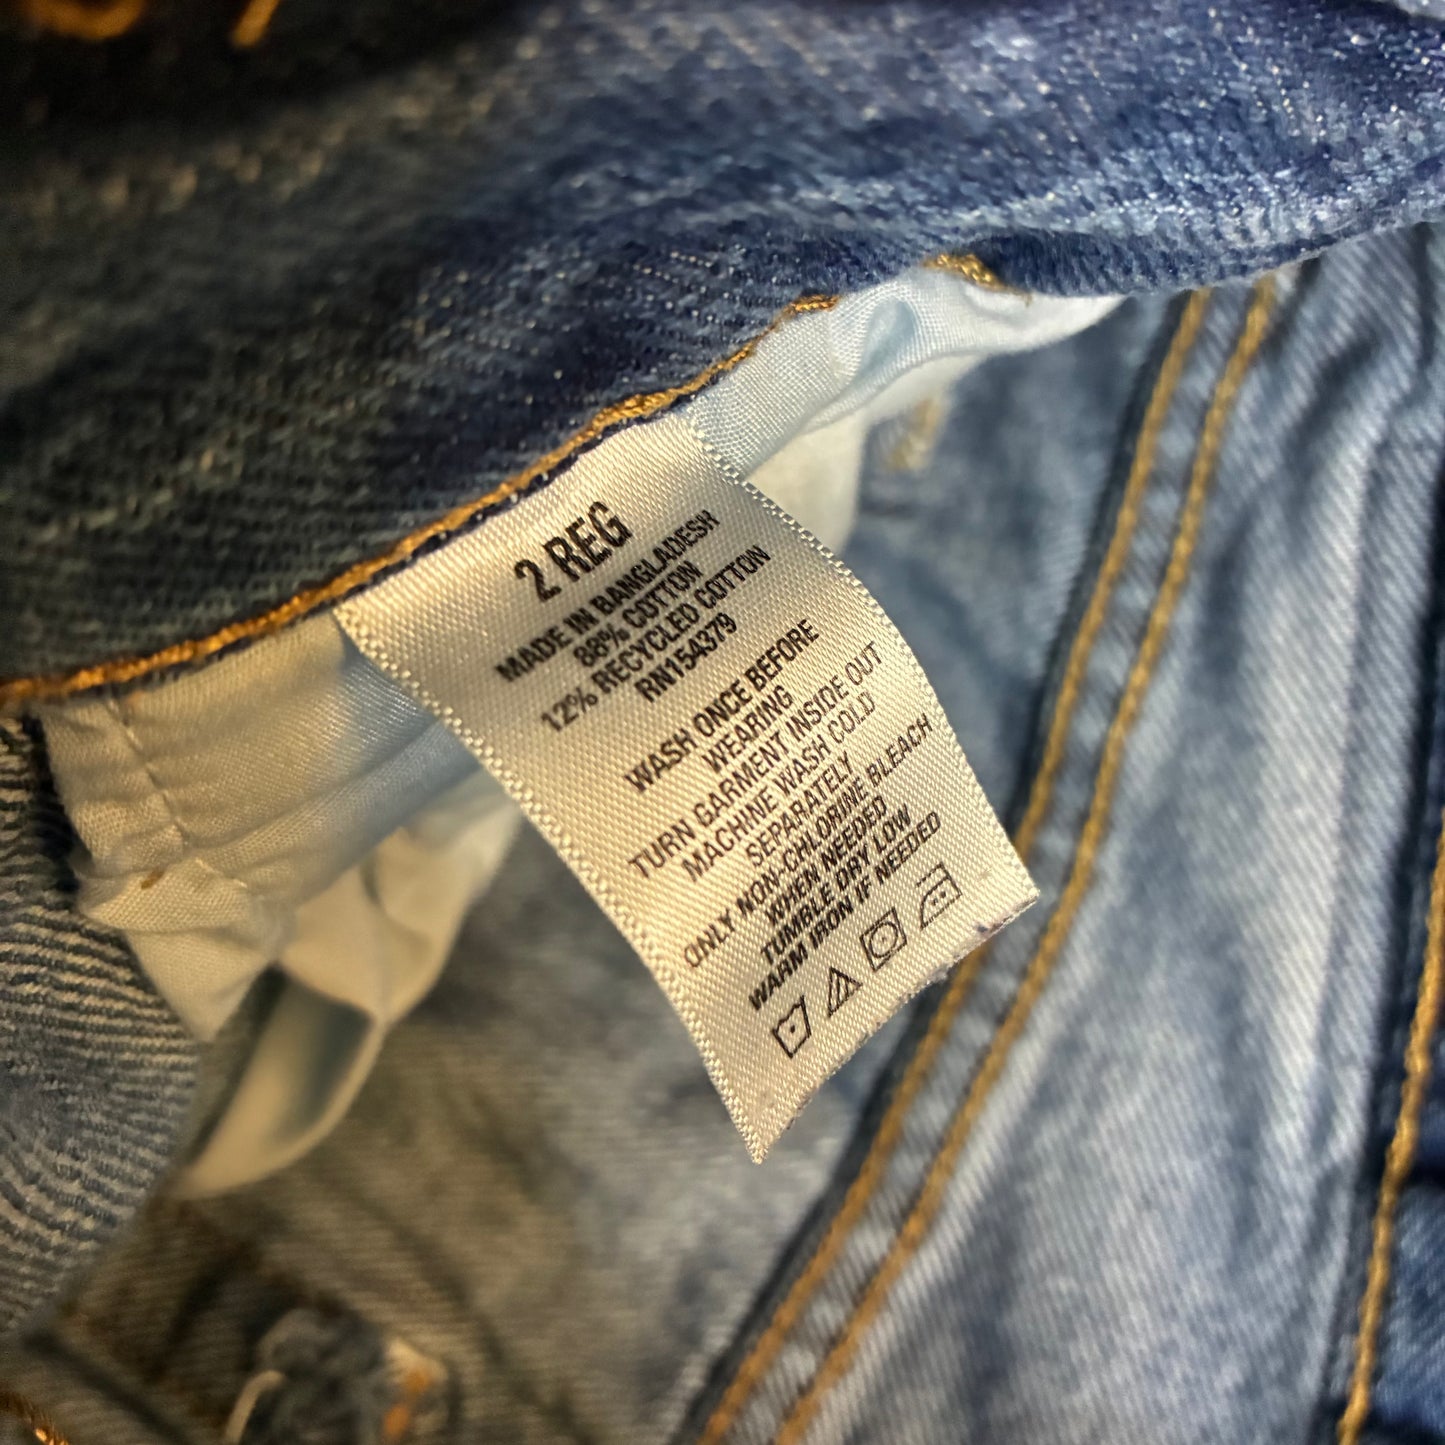 2 REG
MADE IN BANGLADESH
88% COTTON
12% RECYCLED COTTON
RN154379
WASH ONCE BEFORE
WEARING
TURN GARMENT INSIDE OUT
MACHINE WASH COLD
SEPARATELY
ONLY NON-CHLORINE BLEACH
WHEN NEEDED
TUMBLE DRY LOW
WARM IRON IF NEEDED